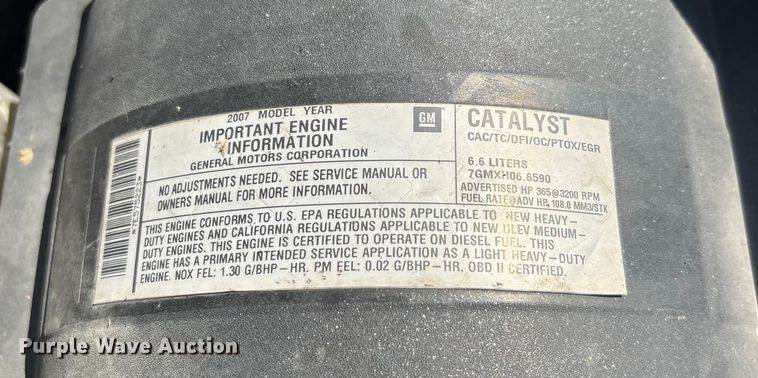 2007 MODEL YEAR
IMPORTANT ENGINE
INFORMATION
GENERAL MOTORS CORPORATION
NO ADJUSTMENTS NEEDED. SEE SERVICE MANUAL OR
OWNERS MANUAL FOR MORE INFORMATION.
GM
CATALYST
CAC/TC/DFI/OC/PTOX/EGR
6.6 LITERS
7GMXH06.6590
ADVERTISED HP 365@3200 RPM
FUEL RATE@ADV HP, 108.0 MM3/STK
THIS ENGINE CONFORMS TO U.S. EPA REGULATIONS APPLICABLE TO NEW HEAVY-
DUTY ENGINES AND CALIFORNIA REGULATIONS APPLICABLE TO NEW ULEV MEDIUM-
DUTY ENGINES. THIS ENGINE IS CERTIFIED TO OPERATE ON DIESEL FUEL. THIS
ENGINE HAS A PRIMARY INTENDED SERVICE APPLICATION AS A LIGHT HEAVY-DUTY
ENGINE. NOX FEL: 1.30 G/BHP-HR. PM EEL: 0.02 G/BHP-HR. OBD II CERTIFIED.
Purple Wave Auction